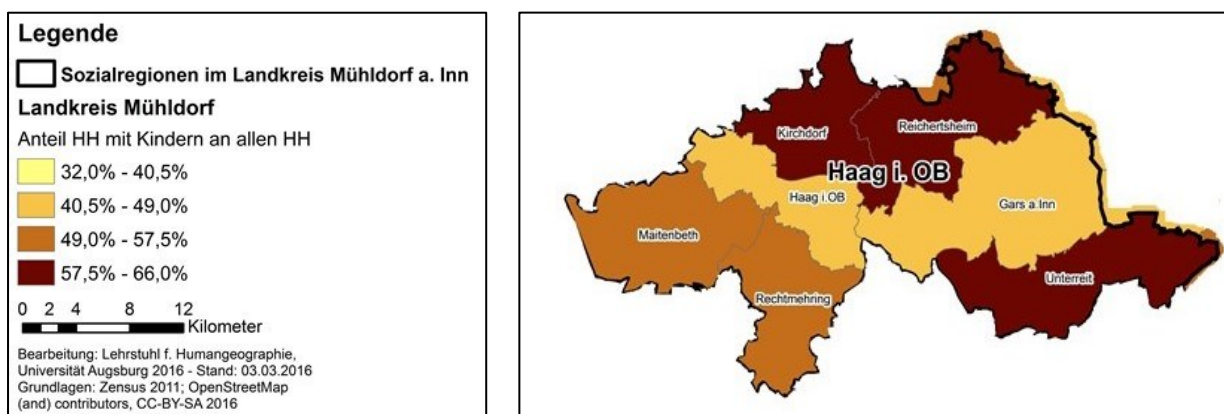 Legende
Sozialregionen im Landkreis Mühldorf a. Inn
Landkreis Mühldorf
Anteil HH mit Kindern an allen HH
32,0% - 40,5%
40,5% - 49,0%
49,0% - 57,5%
57,5% - 66,0%
0 2 4 8 12
Kilometer
Bearbeitung: Lehrstuhl f. Humangeographie,
Universität Augsburg 2016 - Stand: 03.03.2016
Grundlagen: Zensus 2011; OpenStreetMap
(and) contributors, CC-BY-SA 2016
Kirchdorf
Reichertsheim
Haag i. OB
Haag i.OB
Gars a.Inn
Maitenbeth
Unterreit
Rechtmehring